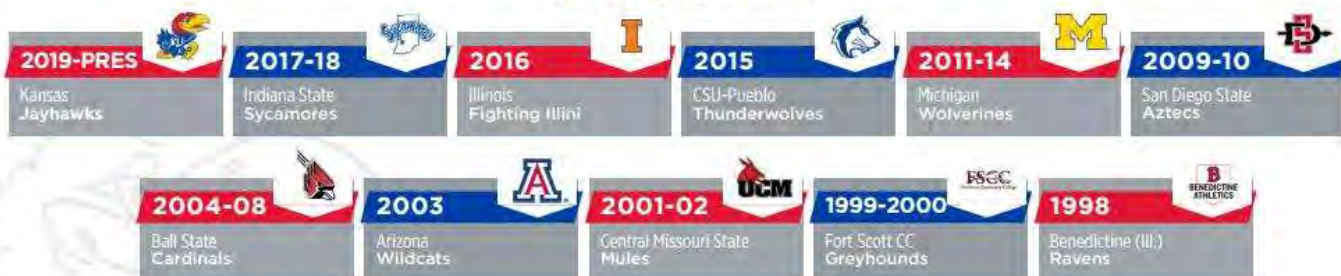 2019-PRES
Kansas
Jayhawks
2017-18
Indiana State
Sycamores
2016
I
Illinois
Fighting Illini
2015
CSU-Pueblo
Thunderwolves
2011-14
M
Michigan
Wolverines
2009-10
SD
San Diego State
Aztecs
2004-08
Ball State
Cardinals
2003
A
Arizona
Wildcats
2001-02
UCM
Central Missouri State
Mules
1999-2000
FSCC
Fort Scott CC
Greyhounds
1998
B
BENEDICTINE
ATHLETICS
Benedictine (Ill.)
Ravens